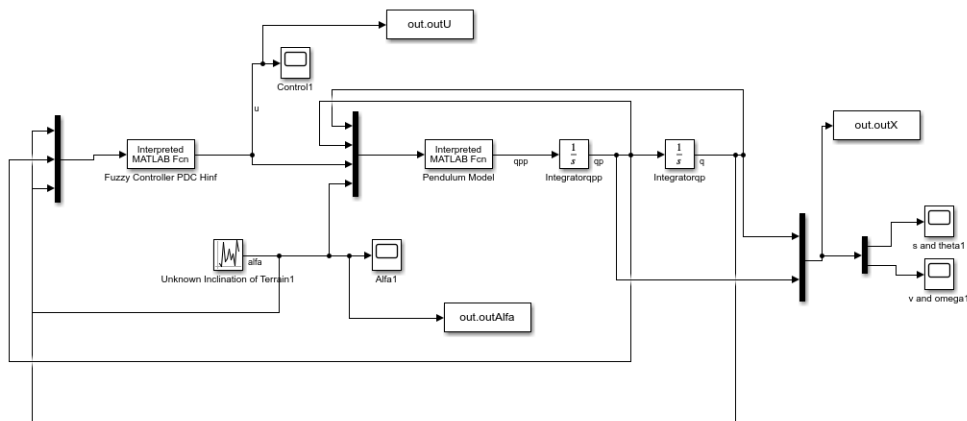 out.outU
Control1
u
Interpreted
MATLAB Fcn
Fuzzy Controller PDC Hinf
Interpreted
MATLAB Fcn
Pendulum Model
qpp
1
s
Integratorqpp
qp
1
s
Integratorqp
q
out.outX
s and theta1
v and omega1
alfa
Unknown Inclination of Terrain1
Alfa1
out.outAlfa